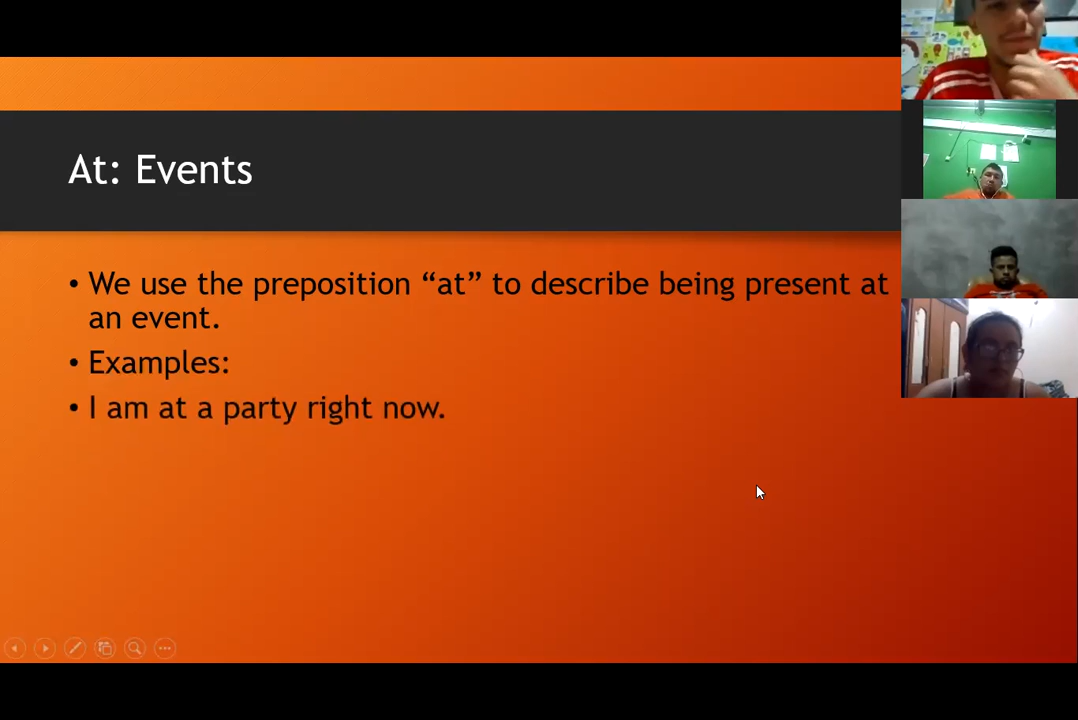 At: Events
• We use the preposition “at” to describe being present at
an event.
• Examples:
• I am at a party right now.